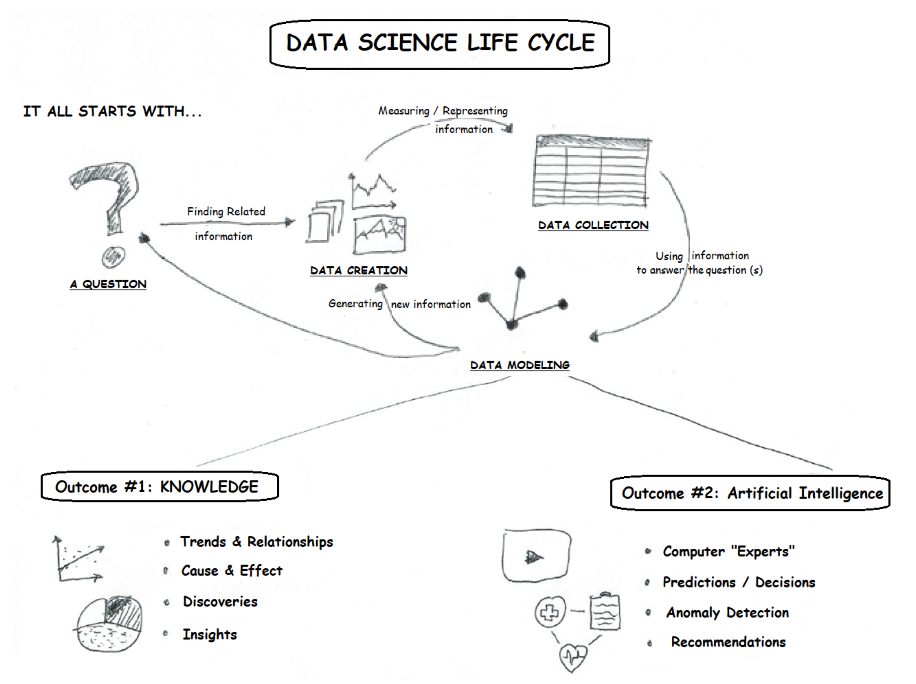 DATA SCIENCE LIFE CYCLE
IT ALL STARTS WITH...
Measuring / Representing
information
Finding Related
information
A QUESTION
DATA CREATION
DATA COLLECTION
Using information
to answer the question (s)
Generating new information
DATA MODELING
Outcome #1: KNOWLEDGE
Trends & Relationships
Cause & Effect
Discoveries
Insights
Outcome #2: Artificial Intelligence
Computer "Experts"
Predictions / Decisions
Anomaly Detection
Recommendations